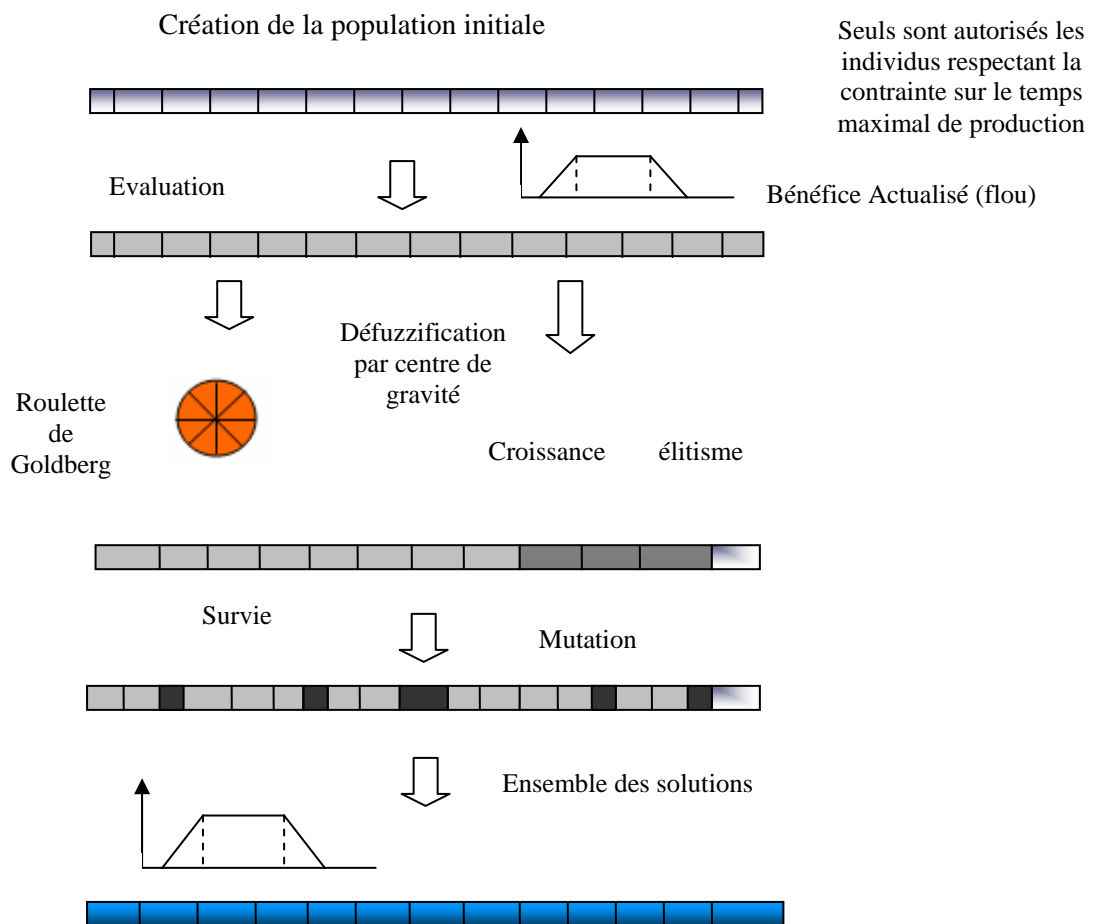 Création de la population initiale
Seuls sont autorisés les
individus respectant la
contrainte sur le temps
maximal de production
Evaluation
Bénéfice Actualisé (flou)
Défuzzification
par centre de
gravité
Roulette
de
Goldberg
Croissance élitisme
Survie
Mutation
Ensemble des solutions